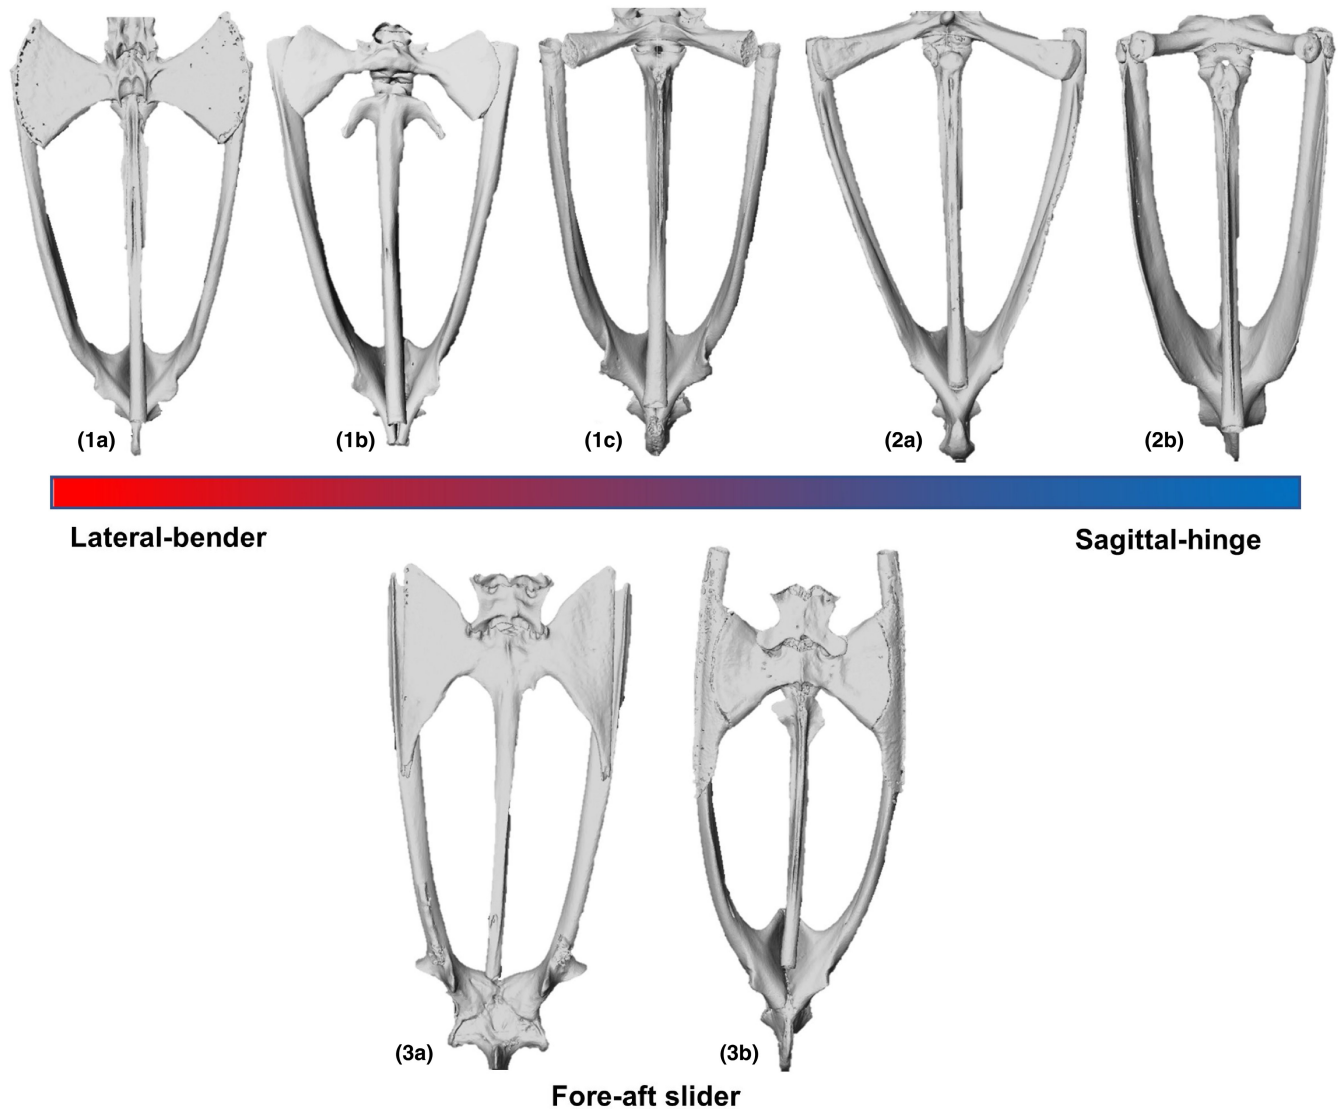 (1a) (1b) (1c) (2a) (2b)
Lateral-bender Sagittal-hinge
(3a) (3b)
Fore-aft slider